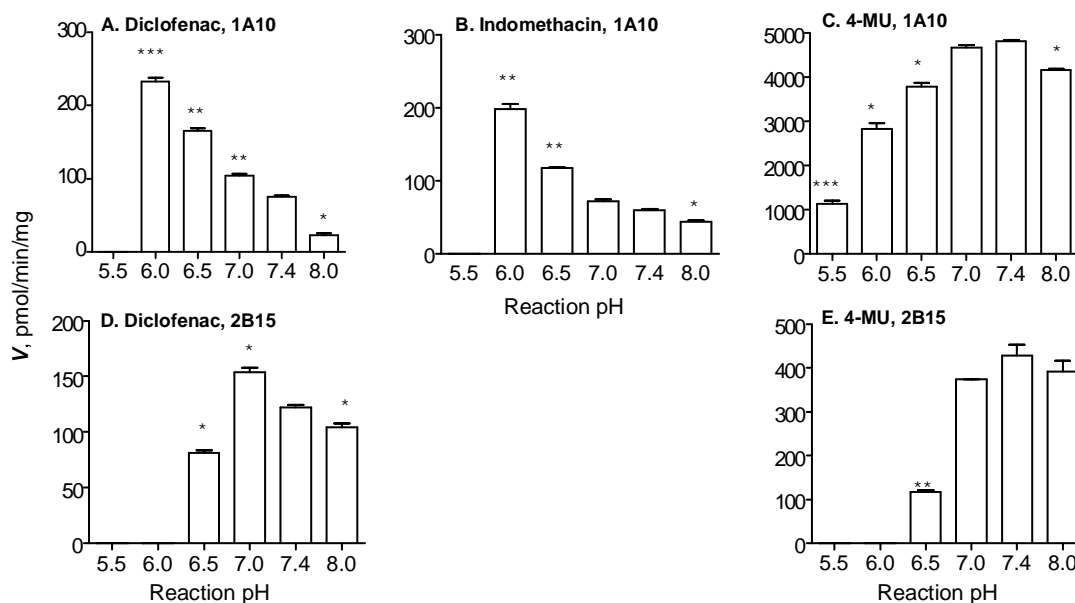 A. Diclofenac, 1A10
300
200
100
0
***
**
**
*
5.5 6.0 6.5 7.0 7.4 8.0
B. Indomethacin, 1A10
300
200
100
0
**
**
*
5.5 6.0 6.5 7.0 7.4 8.0
Reaction pH
C. 4-MU, 1A10
5000
4000
3000
2000
1000
0
***
*
*
*
5.5 6.0 6.5 7.0 7.4 8.0
V, pmol/min/mg
D. Diclofenac, 2B15
200
150
100
50
0
*
*
*
5.5 6.0 6.5 7.0 7.4 8.0
Reaction pH
E. 4-MU, 2B15
500
400
300
200
100
0
**
5.5 6.0 6.5 7.0 7.4 8.0
Reaction pH